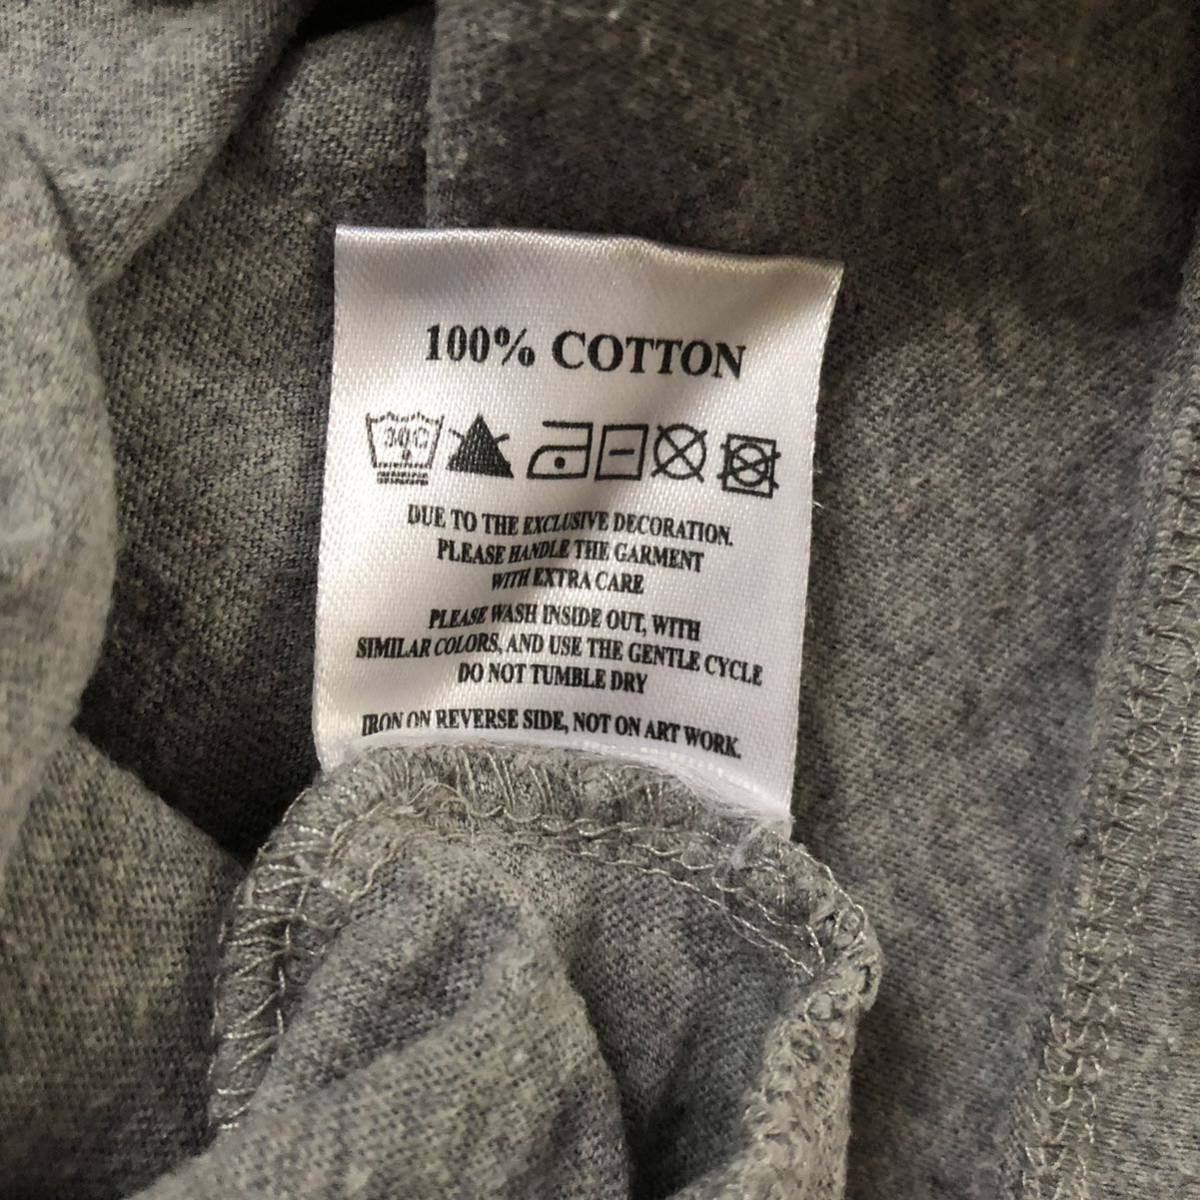 100% COTTON
30C
DUE TO THE EXCLUSIVE DECORATION.
PLEASE HANDLE THE GARMENT
WITH EXTRA CARE
PLEASE WASH INSIDE OUT, WITH
SIMILAR COLORS, AND USE THE GENTLE CYCLE
DO NOT TUMBLE DRY
IRON ON REVERSE SIDE, NOT ON ART WORK.